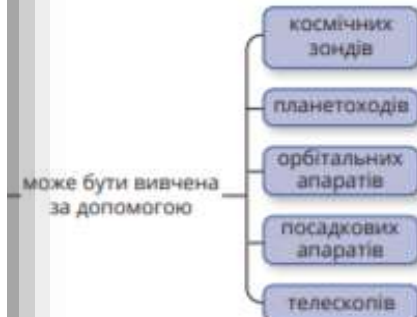 може бути вивчена
за допомогою
космічних
зондів
планетоходів
орбітальних
апаратів
посадкових
апаратів
телескопів